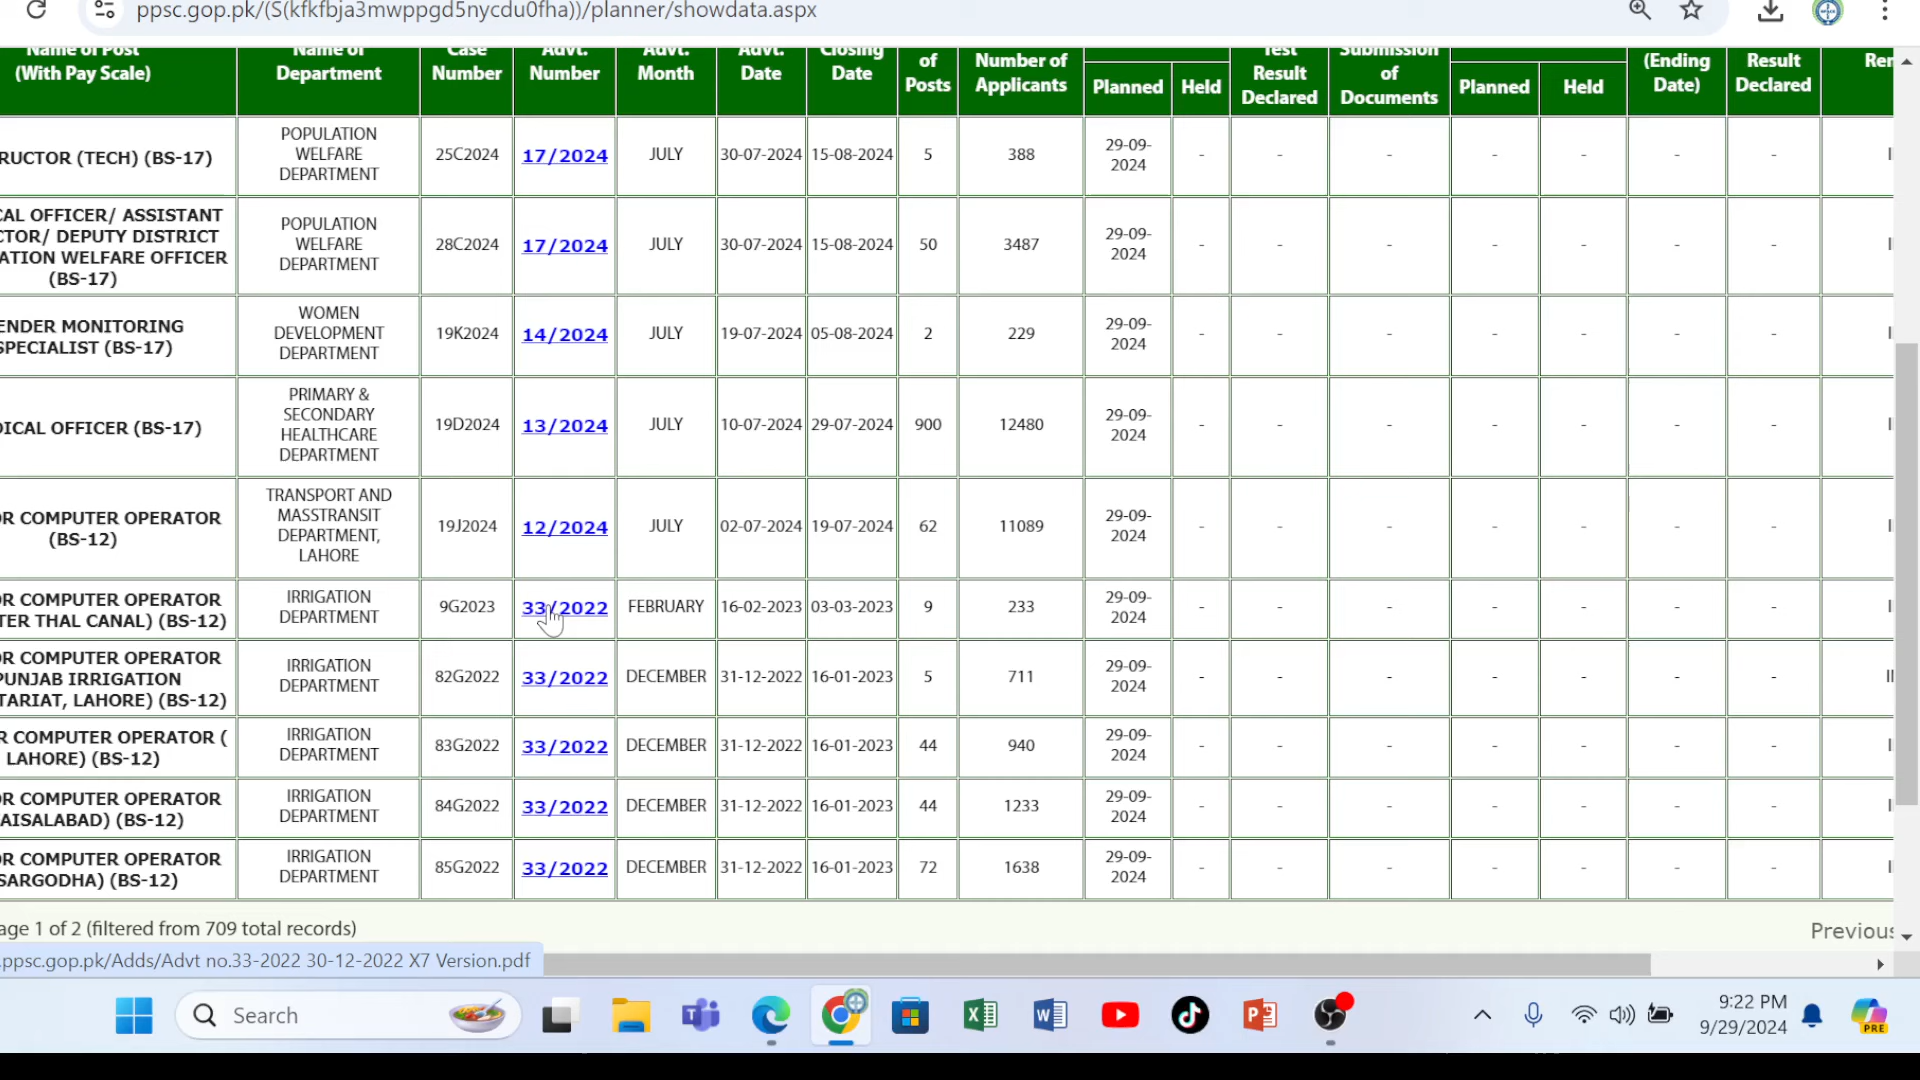 ppsc.gop.pk/(S(kfkfbja3mwppgd5nycdu0fha))/planner/showdata.aspx
Name of Post
(With Pay Scale)
Name of
Department
Case
Number
Advt.
Number
Advt.
Month
Advt.
Date
Closing
Date
of
Posts
Number of
Applicants
Planned
Held
Test
Result
Declared
Submission
of
Documents
Planned
Held
(Ending
Date)
Result
Declared
Rer
RUCTOR (TECH) (BS-17)
POPULATION
WELFARE
DEPARTMENT
25C2024 17/2024 JULY 30-07-2024 15-08-2024 5 388
29-09-
2024
- - - - - - -
CAL OFFICER/ ASSISTANT
CTOR/ DEPUTY DISTRICT
ATION WELFARE OFFICER
(BS-17)
POPULATION
WELFARE
DEPARTMENT
28C2024 17/2024 JULY 30-07-2024 15-08-2024 50 3487
29-09-
2024
- - - - - - -
ENDER MONITORING
SPECIALIST (BS-17)
WOMEN
DEVELOPMENT
DEPARTMENT
19K2024 14/2024 JULY 19-07-2024 05-08-2024 2 229
29-09-
2024
- - - - - - -
DICAL OFFICER (BS-17)
PRIMARY &
SECONDARY
HEALTHCARE
DEPARTMENT
19D2024 13/2024 JULY 10-07-2024 29-07-2024 900 12480
29-09-
2024
- - - - - - -
OR COMPUTER OPERATOR
(BS-12)
TRANSPORT AND
MASSTRANSIT
DEPARTMENT,
LAHORE
19J2024 12/2024 JULY 02-07-2024 19-07-2024 62 11089
29-09-
2024
- - - - - - -
OR COMPUTER OPERATOR
TER THAL CANAL) (BS-12)
IRRIGATION
DEPARTMENT
9G2023 33/2022 FEBRUARY 16-02-2023 03-03-2023 9 233
29-09-
2024
- - - - - - -
OR COMPUTER OPERATOR
PUNJAB IRRIGATION
TARIAT, LAHORE) (BS-12)
IRRIGATION
DEPARTMENT
82G2022 33/2022 DECEMBER 31-12-2022 16-01-2023 5 711
29-09-
2024
- - - - - - -
R COMPUTER OPERATOR (
LAHORE) (BS-12)
IRRIGATION
DEPARTMENT
83G2022 33/2022 DECEMBER 31-12-2022 16-01-2023 44 940
29-09-
2024
- - - - - - -
OR COMPUTER OPERATOR
AISALABAD) (BS-12)
IRRIGATION
DEPARTMENT
84G2022 33/2022 DECEMBER 31-12-2022 16-01-2023 44 1233
29-09-
2024
- - - - - - -
OR COMPUTER OPERATOR
SARGODHA) (BS-12)
IRRIGATION
DEPARTMENT
85G2022 33/2022 DECEMBER 31-12-2022 16-01-2023 72 1638
29-09-
2024
- - - - - - -
age 1 of 2 (filtered from 709 total records)
Previous
.ppsc.gop.pk/Adds/Advt no.33-2022 30-12-2022 X7 Version.pdf
Search
9:22 PM
9/29/2024
PRE